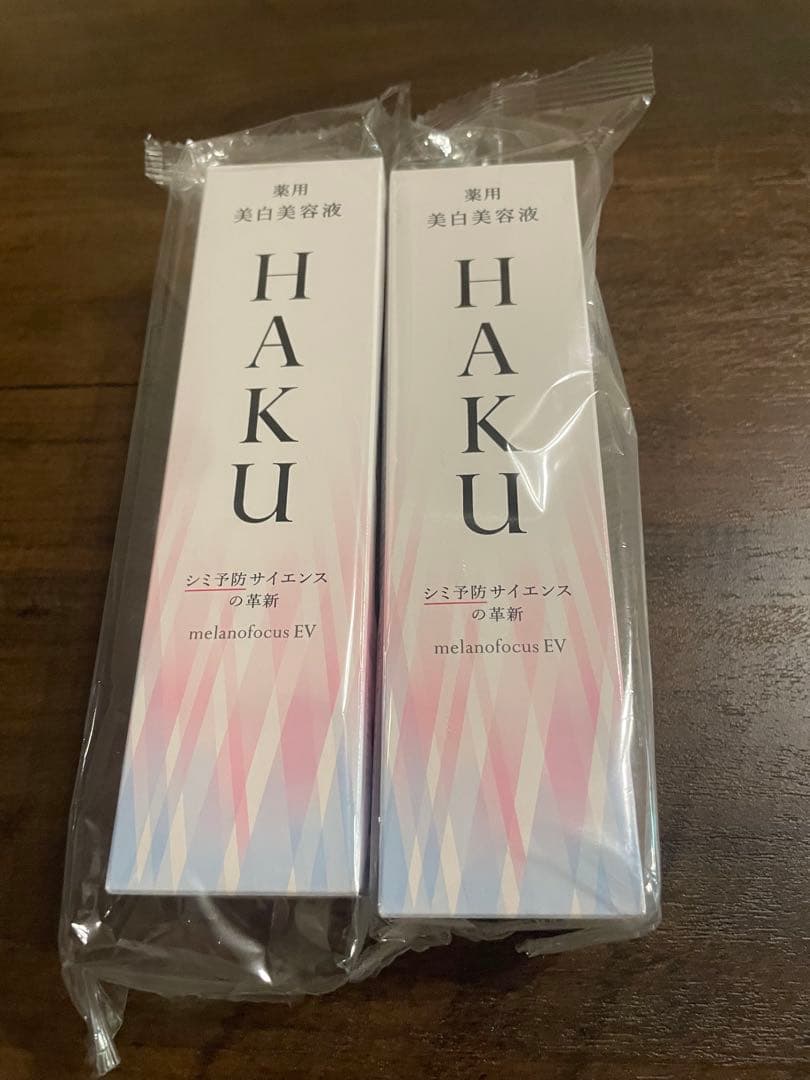 薬用
美白美容液
HAKU
シミ予防サイエンス
の革新
melanofocus EV
薬用
美白美容液
HAKU
シミ予防サイエンス
の革新
melanofocus EV